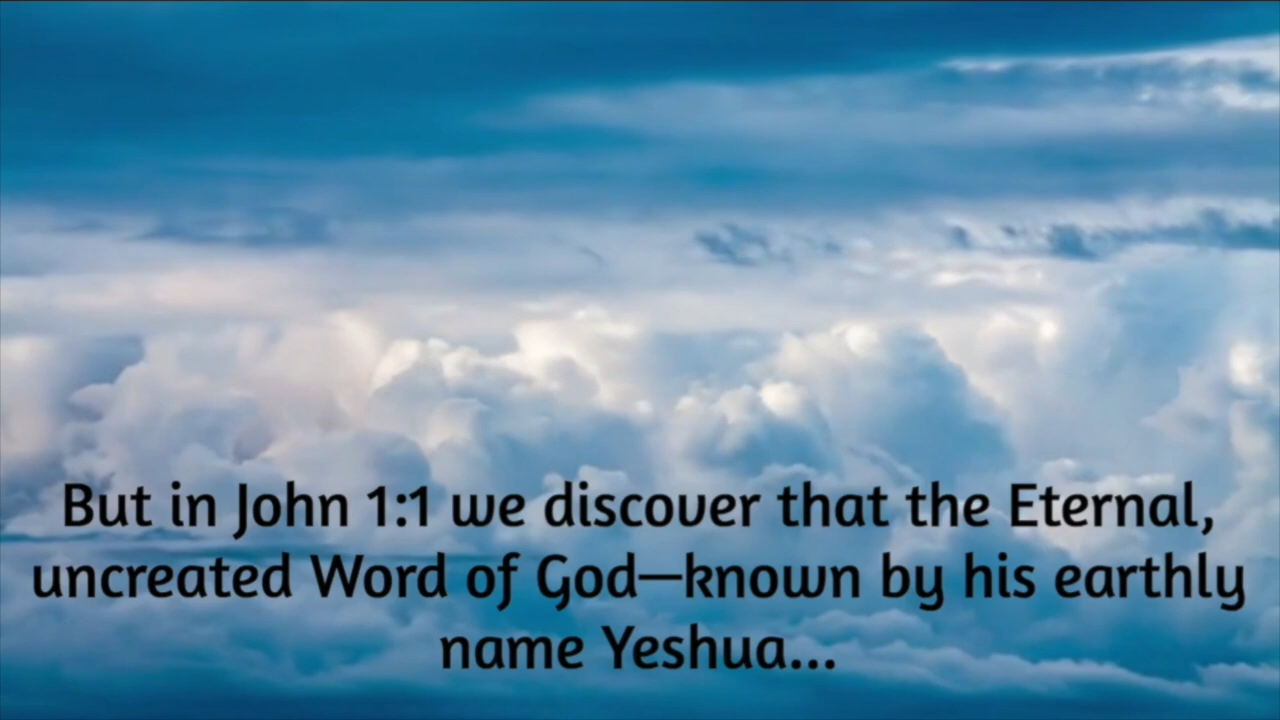 But in John 1:1 we discover that the Eternal,
uncreated Word of God—known by his earthly
name Yeshua...